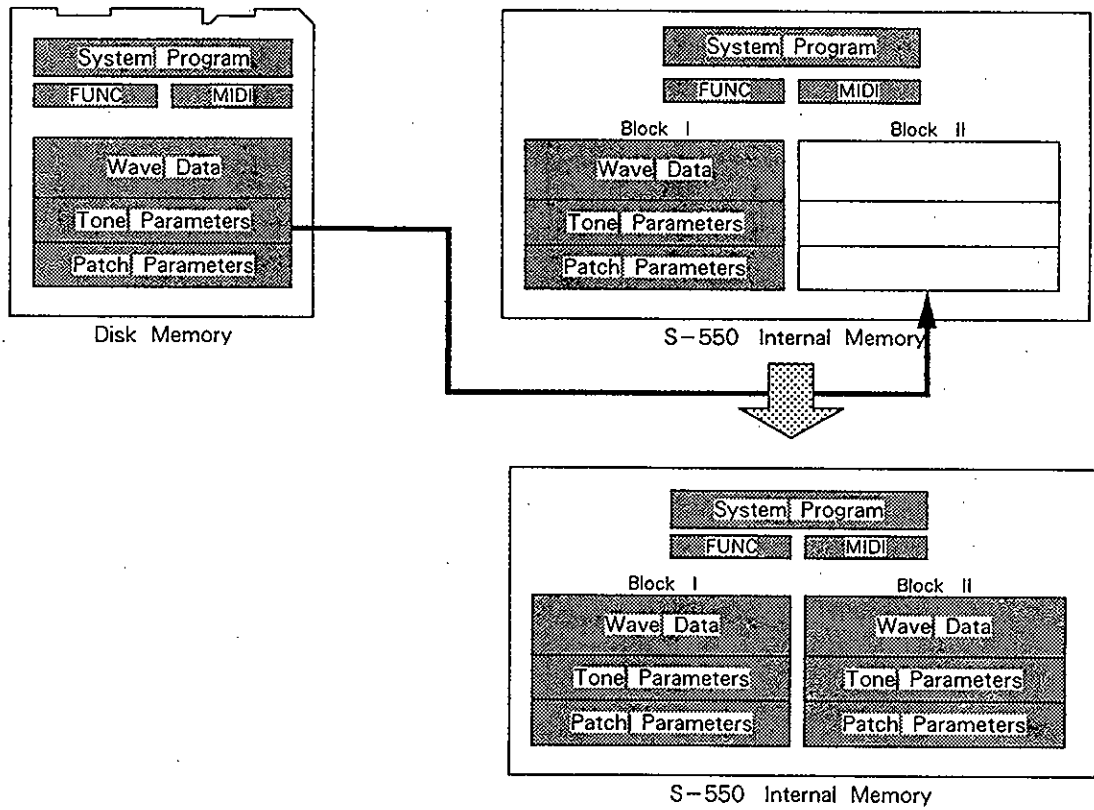 System Program
FUNC MIDI
Wave Data
Tone Parameters
Patch Parameters
Disk Memory
System Program
FUNC MIDI
Block I Block II
Wave Data
Tone Parameters
Patch Parameters
S-550 Internal Memory
System Program
FUNC MIDI
Block I Block II
Wave Data Wave Data
Tone Parameters Tone Parameters
Patch Parameters Patch Parameters
S-550 Internal Memory